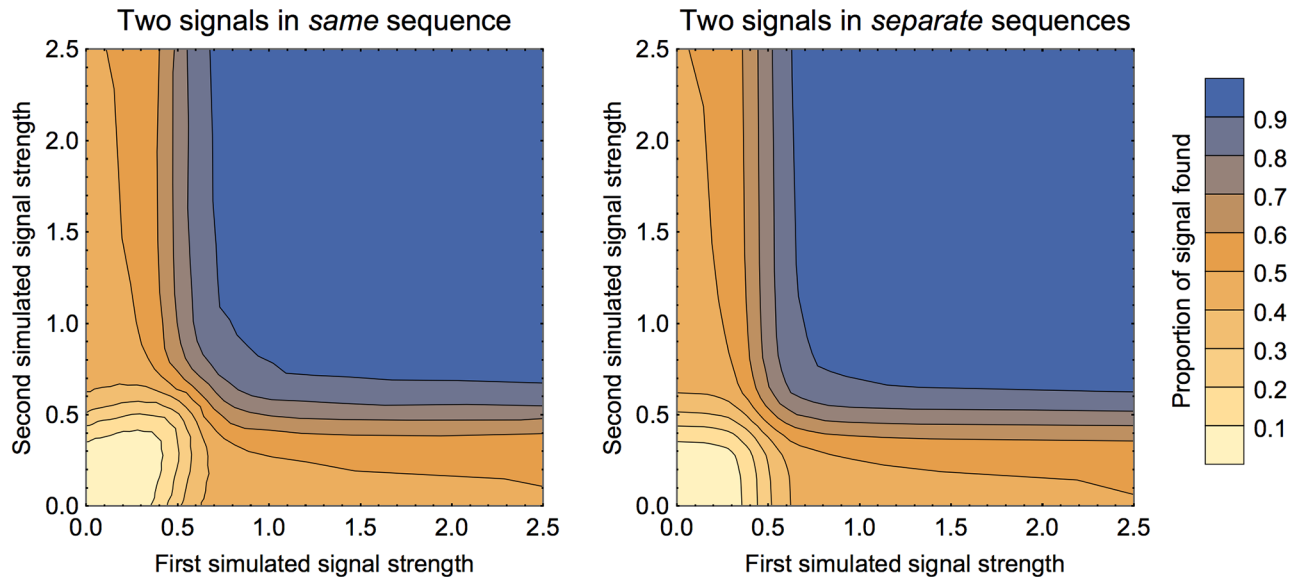 Two signals in same sequence
Two signals in separate sequences
Second simulated signal strength
2.5
2.0
1.5
1.0
0.5
0.0
0.0 0.5 1.0 1.5 2.0 2.5
First simulated signal strength
Second simulated signal strength
2.5
2.0
1.5
1.0
0.5
0.0
0.0 0.5 1.0 1.5 2.0 2.5
First simulated signal strength
Proportion of signal found
0.9
0.8
0.7
0.6
0.5
0.4
0.3
0.2
0.1